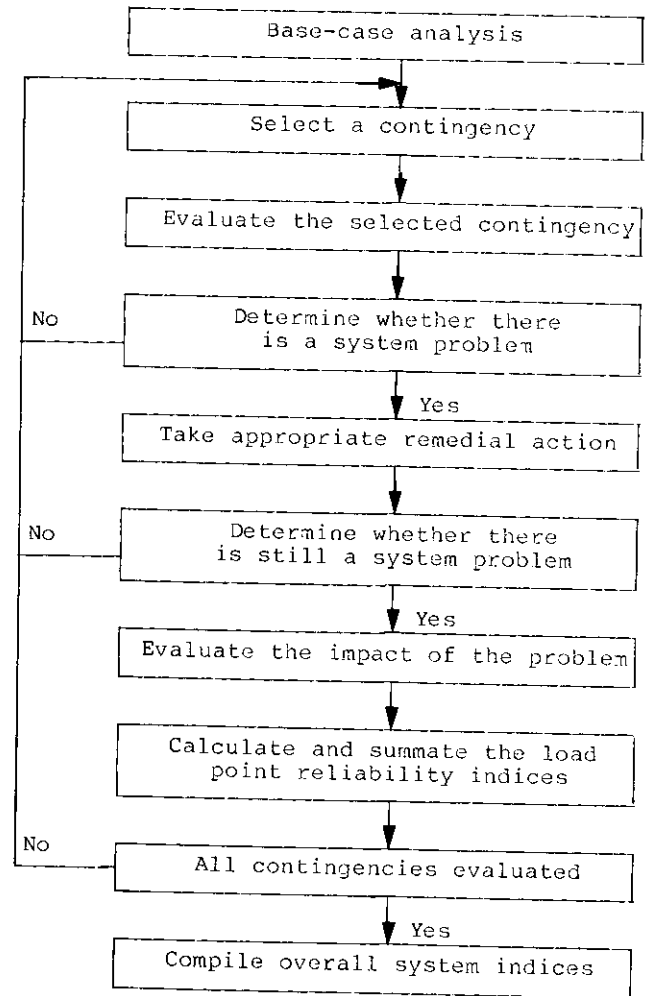 Base-case analysis
Select a contingency
Evaluate the selected contingency
Determine whether there
is a system problem
No
Yes
Take appropriate remedial action
Determine whether there
is still a system problem
No
Yes
Evaluate the impact of the problem
Calculate and summate the load
point reliability indices
All contingencies evaluated
No
Yes
Compile overall system indices